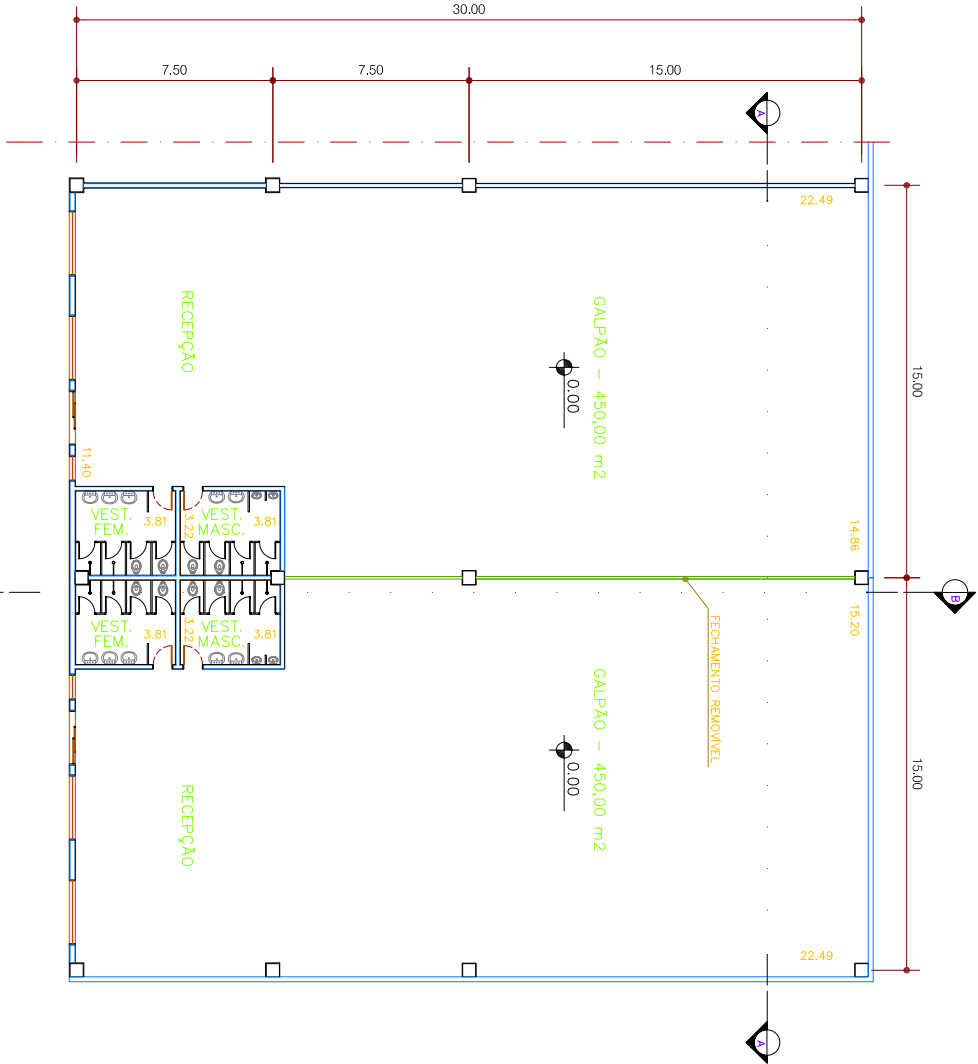 30.00
7.50
7.50
15.00
A
22.49
15.00
RECEPÇÃO
GALPÃO - 450,00 m2
0.00
11.40
VEST.
FEM.
3.81
3.22
VEST.
MASC.
3.81
14.86
B
15.20
VEST.
FEM.
3.81
3.22
VEST.
MASC.
3.81
FECHAMENTO REMOVÍVEL
GALPÃO - 450,00 m2
0.00
15.00
RECEPÇÃO
22.49
A